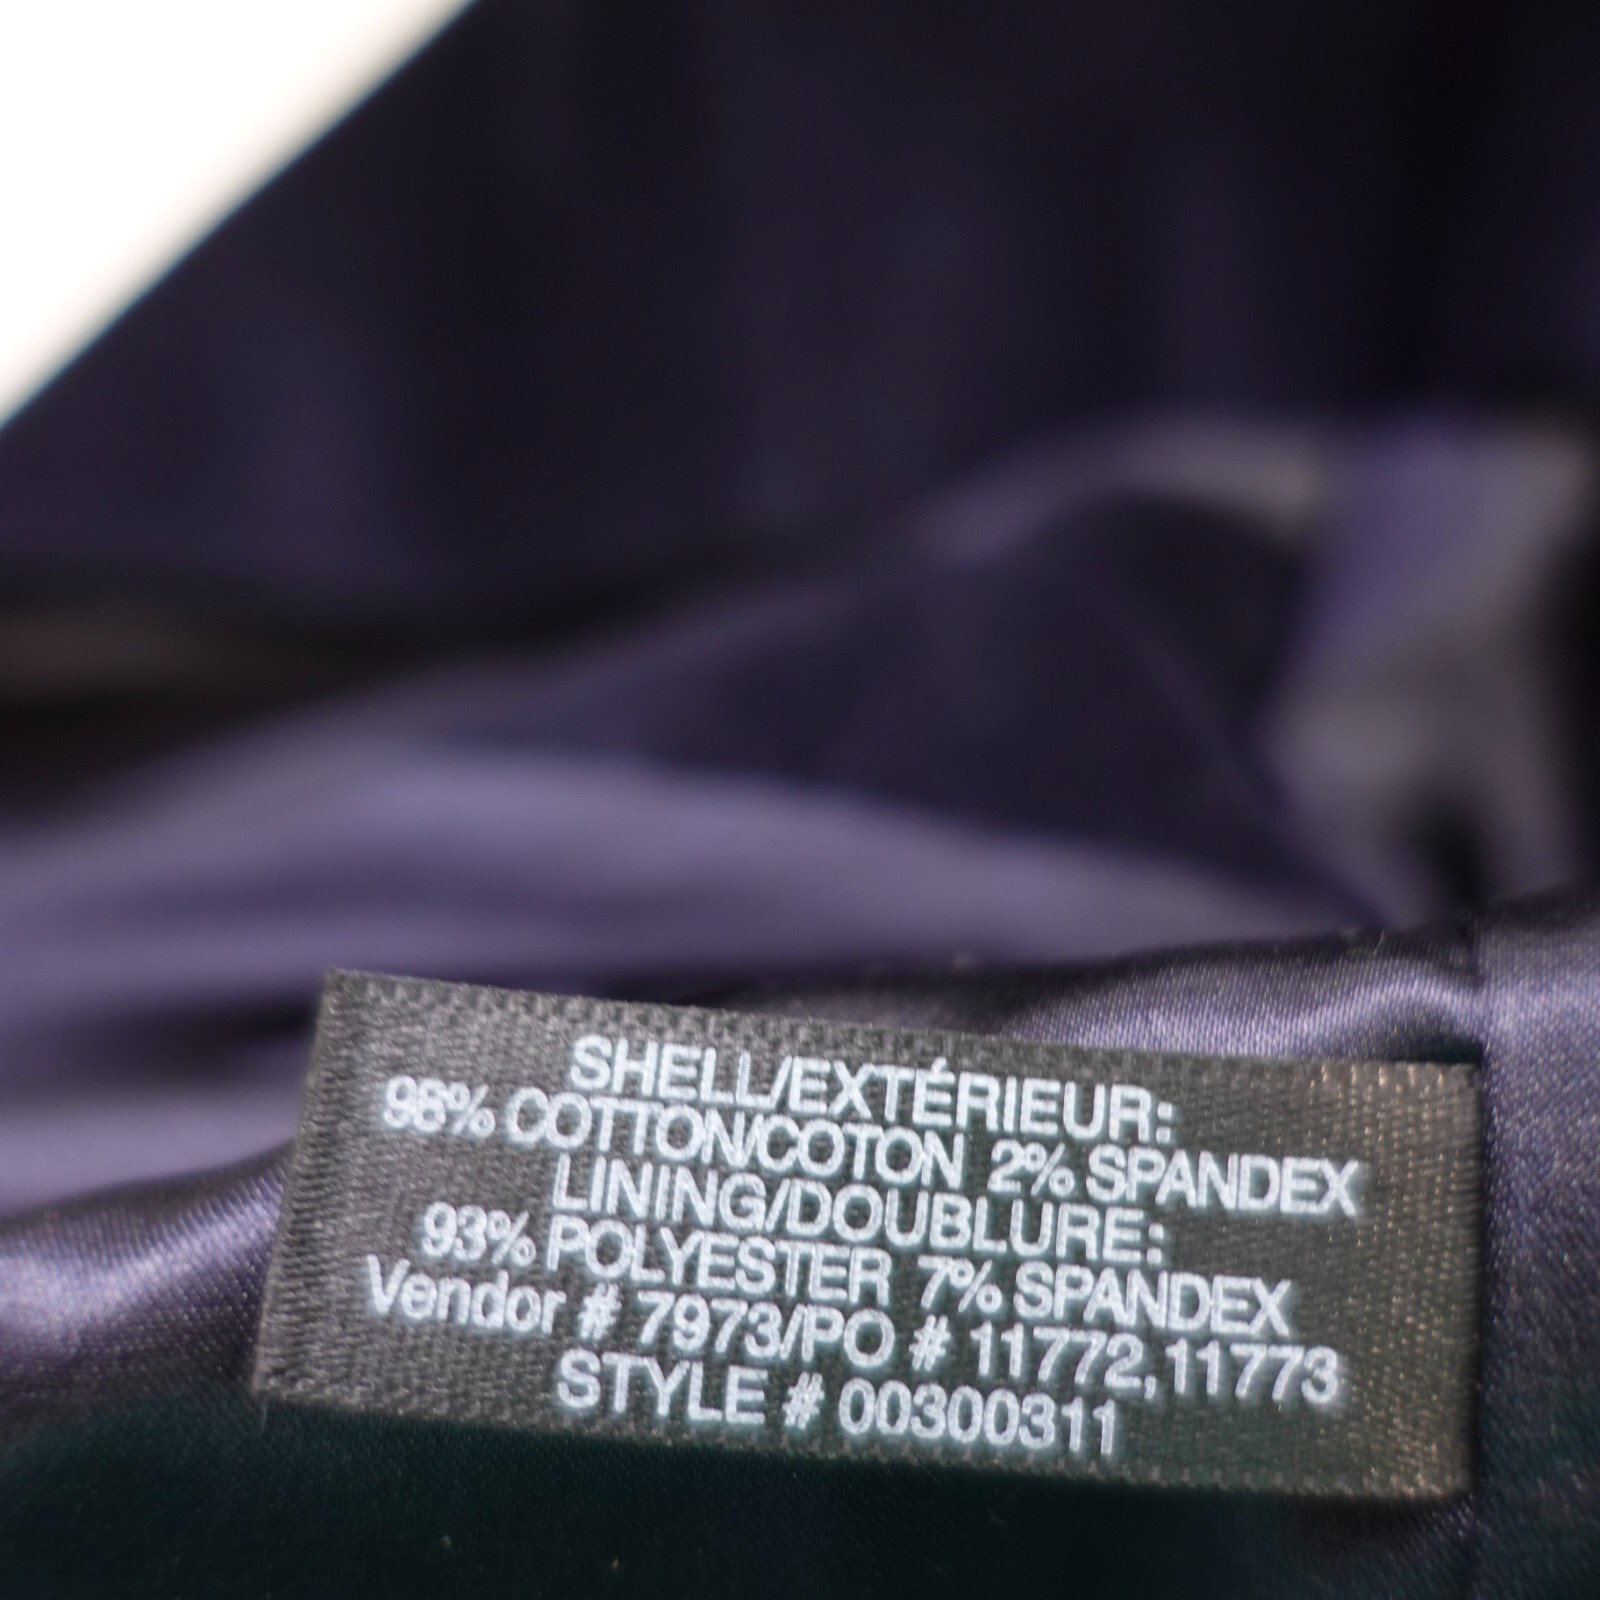 SHELL/EXTÉRIEUR:
98% COTTON/COTON 2% SPANDEX
LINING/DOUBLURE:
93% POLYESTER 7% SPANDEX
Vendor # 7973/PO # 11772,11773
STYLE # 00300311